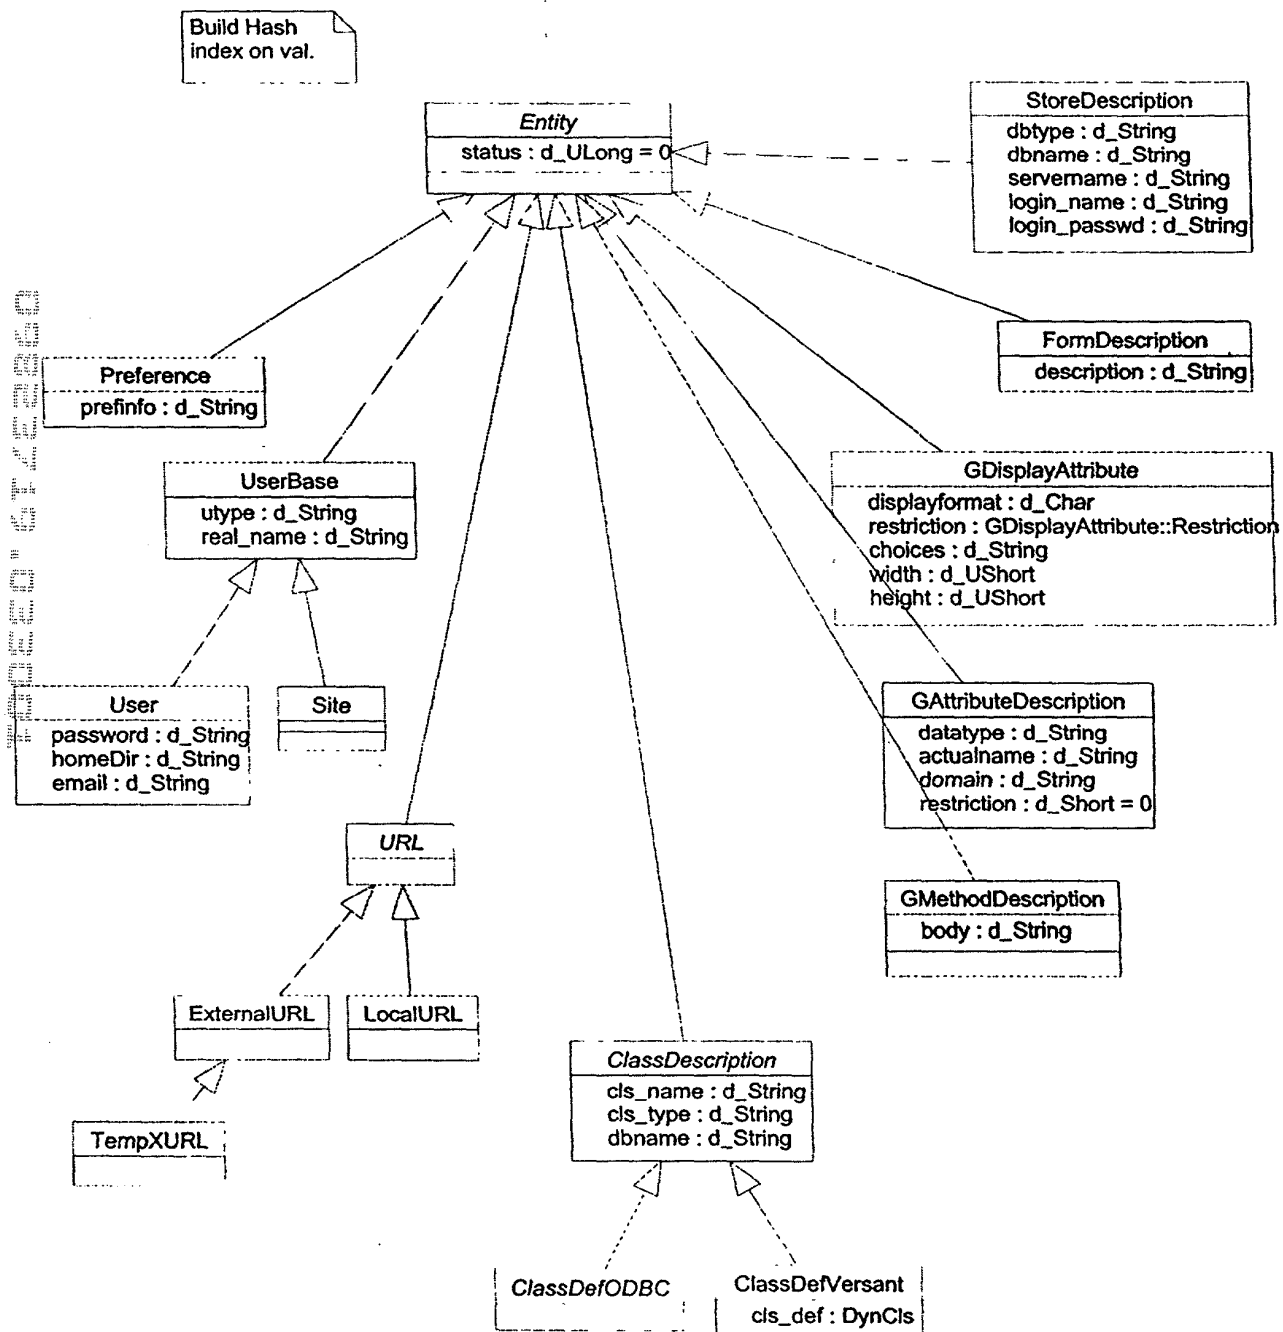 Build Hash
index on val.
Entity
status : d_ULong = 0
StoreDescription
dbtype : d_String
dbname : d_String
servername : d_String
login_name : d_String
login_passwd : d_String
FormDescription
description : d_String
Preference
prefinfo : d_String
UserBase
utype : d_String
real_name : d_String
GDisplayAttribute
displayformat : d_Char
restriction : GDisplayAttribute::Restriction
choices : d_String
width : d_UShort
height : d_UShort
User
password : d_String
homeDir : d_String
email : d_String
Site
GAttributeDescription
datatype : d_String
actualname : d_String
domain : d_String
restriction : d_Short = 0
URL
GMethodDescription
body : d_String
ExternalURL
LocalURL
TempXURL
ClassDescription
cls_name : d_String
cls_type : d_String
dbname : d_String
ClassDefODBC
ClassDefVersant
cls_def : DynCls